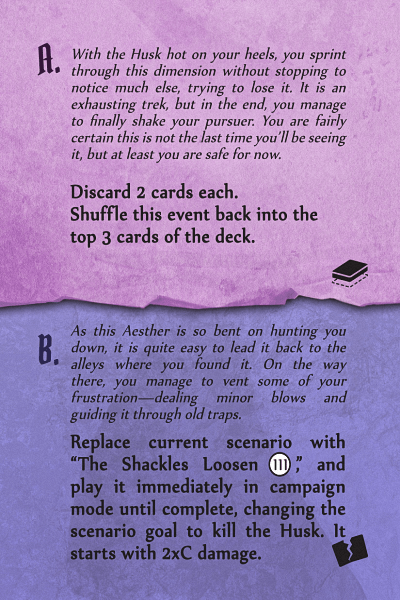 A.
With the Husk hot on your heels, you sprint
through this dimension without stopping to
notice much else, trying to lose it. It is an
exhausting trek, but in the end, you manage
to finally shake your pursuer. You are fairly
certain this is not the last time you'll be seeing
it, but at least you are safe for now.
Discard 2 cards each.
Shuffle this event back into the
top 3 cards of the deck.
B.
As this Aesther is so bent on hunting you
down, it is quite easy to lead it back to the
alleys where you found it. On the way
there, you manage to vent some of your
frustration—dealing minor blows and
guiding it through old traps.
Replace current scenario with
“The Shackles Loosen 111,” and
play it immediately in campaign
mode until complete, changing the
scenario goal to kill the Husk. It
starts with 2xC damage.